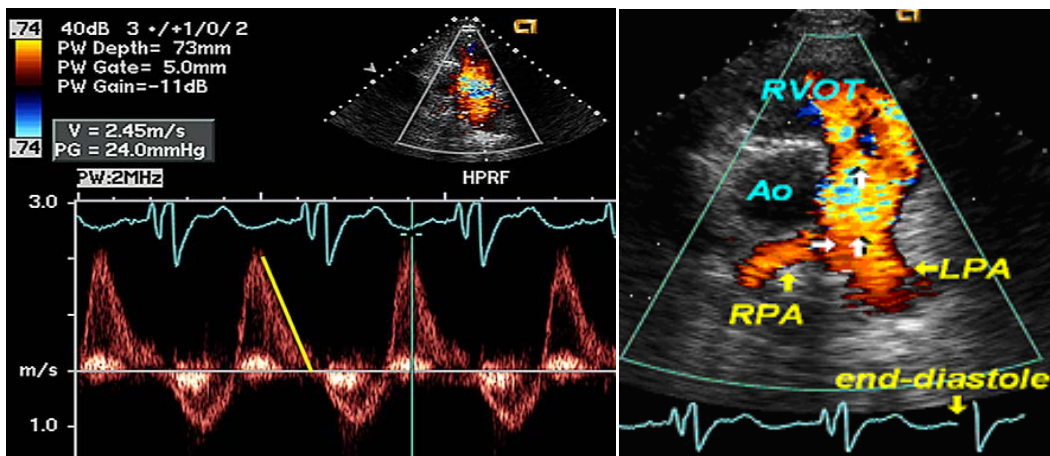 .74
40dB 3 +/+1/0/ 2
PW Depth= 73mm
PW Gate= 5.0mm
PW Gain=-11dB
.74
V = 2.45m/s
PG = 24.0mmHg
PW:2MHz
HPRF
3.0
m/s
1.0
RVOT
Ao
LPA
RPA
end-diastole